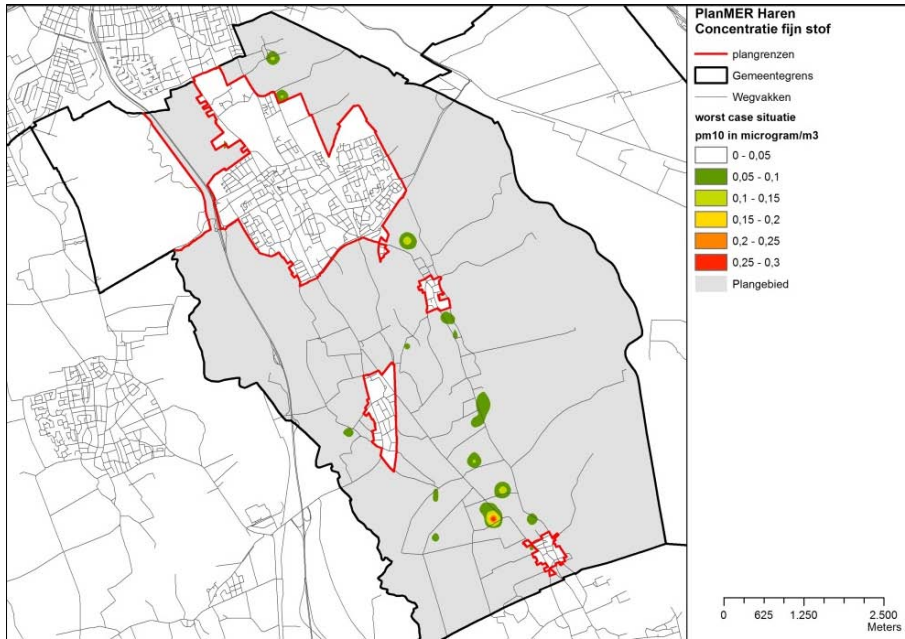 PlanMER Haren
Concentratie fijn stof
plangrenzen
Gemeentegrens
Wegvakken
worst case situatie
pm10 in microgram/m3
0 - 0,05
0,05 - 0,1
0,1 - 0,15
0,15 - 0,2
0,2 - 0,25
0,25 - 0,3
Plangebied
0 625 1.250 2.500
Meters